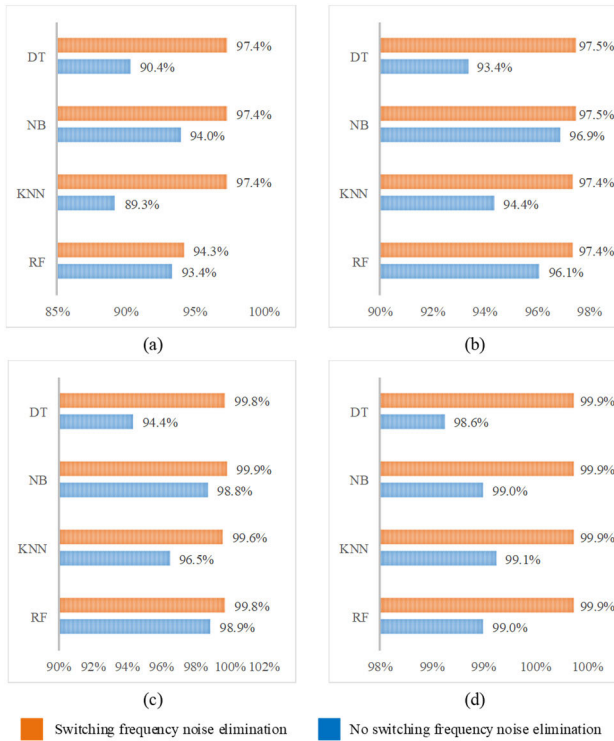 DT 97.4%
90.4%
NB 97.4%
94.0%
KNN 97.4%
89.3%
RF 94.3%
93.4%
85% 90% 95% 100%
(a)
DT 97.5%
93.4%
NB 97.5%
96.9%
KNN 97.4%
94.4%
RF 97.4%
96.1%
90% 92% 94% 96% 98%
(b)
DT 99.8%
94.4%
NB 99.9%
98.8%
KNN 99.6%
96.5%
RF 99.8%
98.9%
90% 92% 94% 96% 98% 100% 102%
(c)
DT 99.9%
98.6%
NB 99.9%
99.0%
KNN 99.9%
99.1%
RF 99.9%
99.0%
98% 99% 99% 100% 100%
(d)
Switching frequency noise elimination
No switching frequency noise elimination